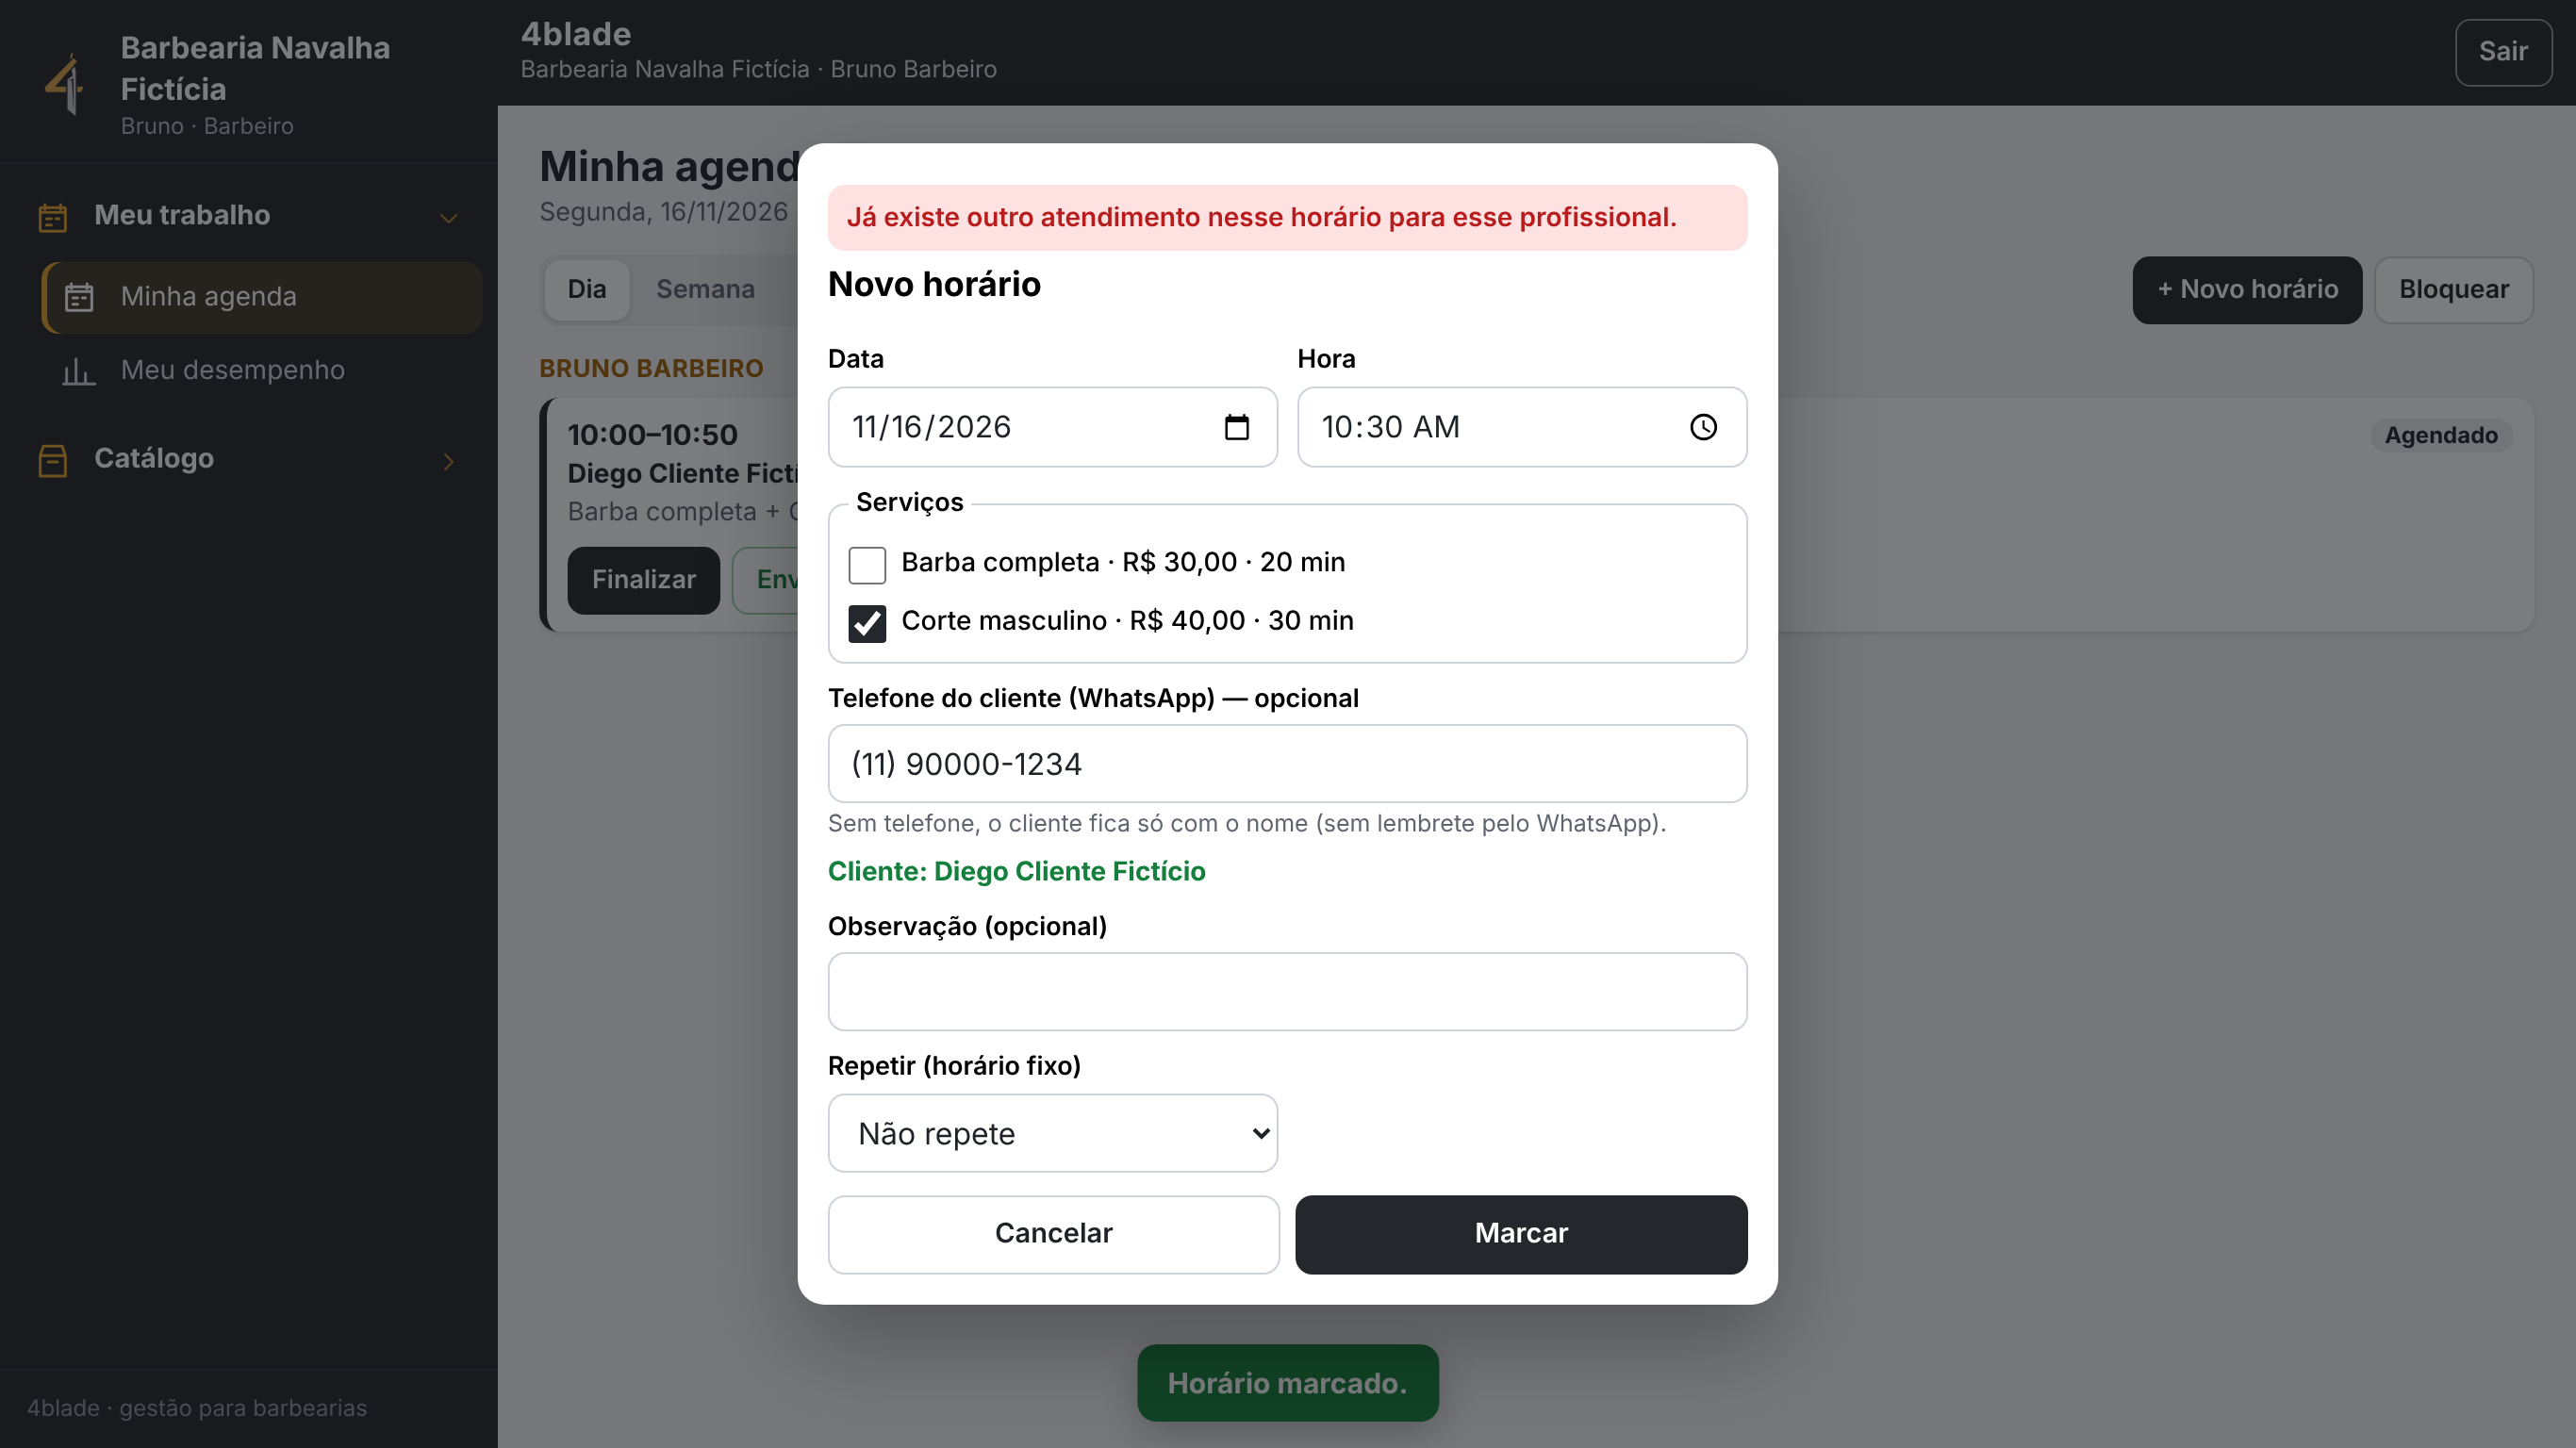 Barbearia Navalha
Fictícia
Bruno · Barbeiro
Meu trabalho
Minha agenda
Meu desempenho
Catálogo
4blade · gestão para barbearias
4blade
Barbearia Navalha Fictícia · Bruno Barbeiro
Sair
Segunda, 16/11/2026
Dia
Semana
+ Novo horário
Bloquear
BRUNO BARBEIRO
10:00–10:50
Diego Cliente
Barba completa +
Agendado
Finalizar
Já existe outro atendimento nesse horário para esse profissional.
Novo horário
Data
Hora
11/16/2026
10:30 AM
Serviços
Barba completa · R$ 30,00 · 20 min
Corte masculino · R$ 40,00 · 30 min
Telefone do cliente (WhatsApp) — opcional
(11) 90000-1234
Sem telefone, o cliente fica só com o nome (sem lembrete pelo WhatsApp).
Cliente: Diego Cliente Fictício
Observação (opcional)
Repetir (horário fixo)
Não repete
Cancelar
Marcar
Horário marcado.